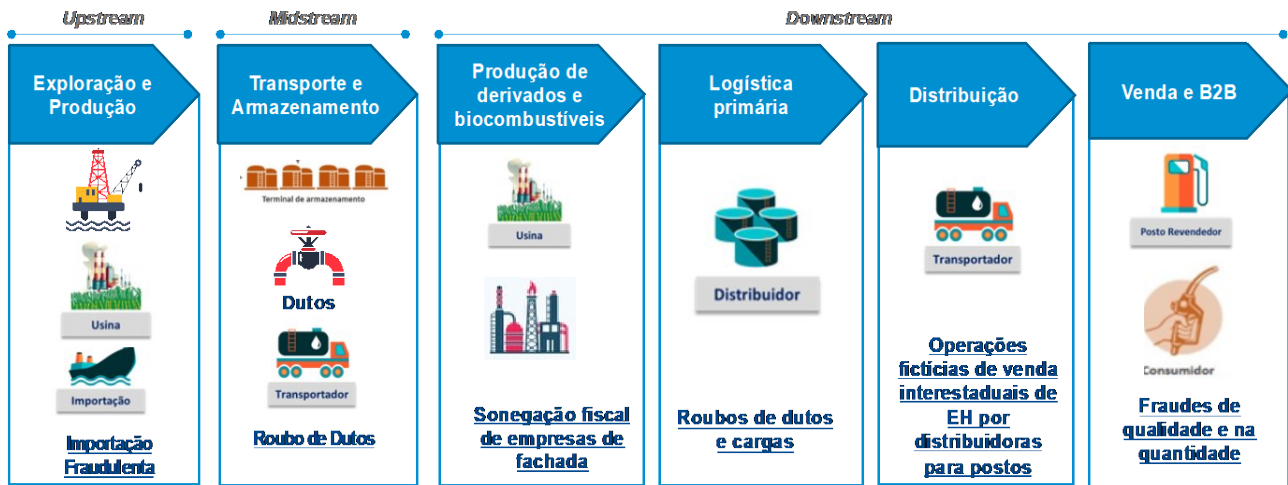 Upstream
Midstream
Downstream
Exploração e
Produção
Usina
Importação
Importação
Fraudulenta
Transporte e
Armazenamento
Terminal de armazenamento
Dutos
Transportador
Roubo de Dutos
Produção de
derivados e
biocombustíveis
Usina
Sonegação fiscal
de empresas de
fachada
Logística
primária
Distribuidor
Roubos de dutos
e cargas
Distribuição
Transportador
Operações
fictícias de venda
interestaduais de
EH por
distribuidoras
para postos
Venda e B2B
Posto Revendedor
Consumidor
Fraudes de
qualidade e na
quantidade